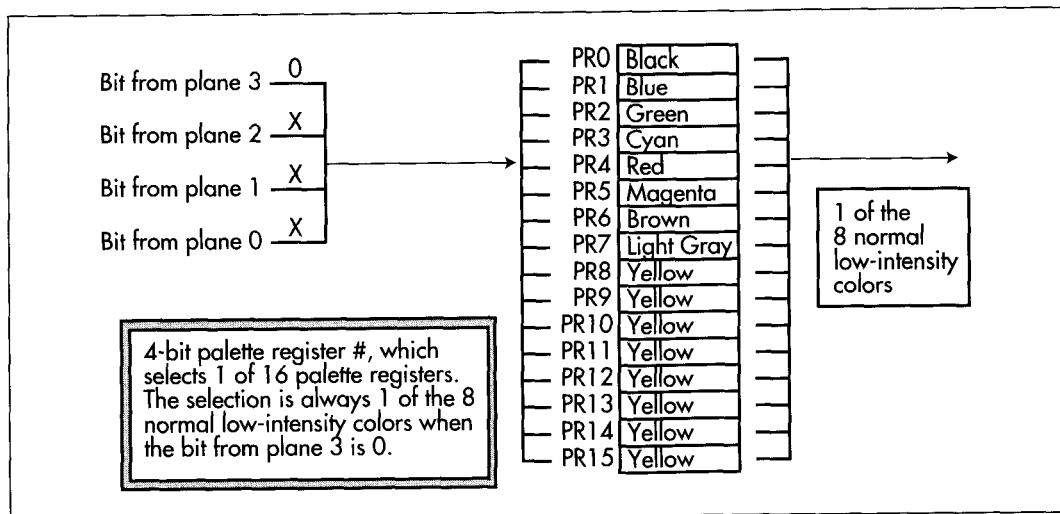 Bit from plane 3 0
Bit from plane 2 X
Bit from plane 1 X
Bit from plane 0 X
4-bit palette register #, which
selects 1 of 16 palette registers.
The selection is always 1 of the 8
normal low-intensity colors when
the bit from plane 3 is 0.
PR0 Black
PR1 Blue
PR2 Green
PR3 Cyan
PR4 Red
PR5 Magenta
PR6 Brown
PR7 Light Gray
PR8 Yellow
PR9 Yellow
PR10 Yellow
PR11 Yellow
PR12 Yellow
PR13 Yellow
PR14 Yellow
PR15 Yellow
1 of the
8 normal
low-intensity
colors